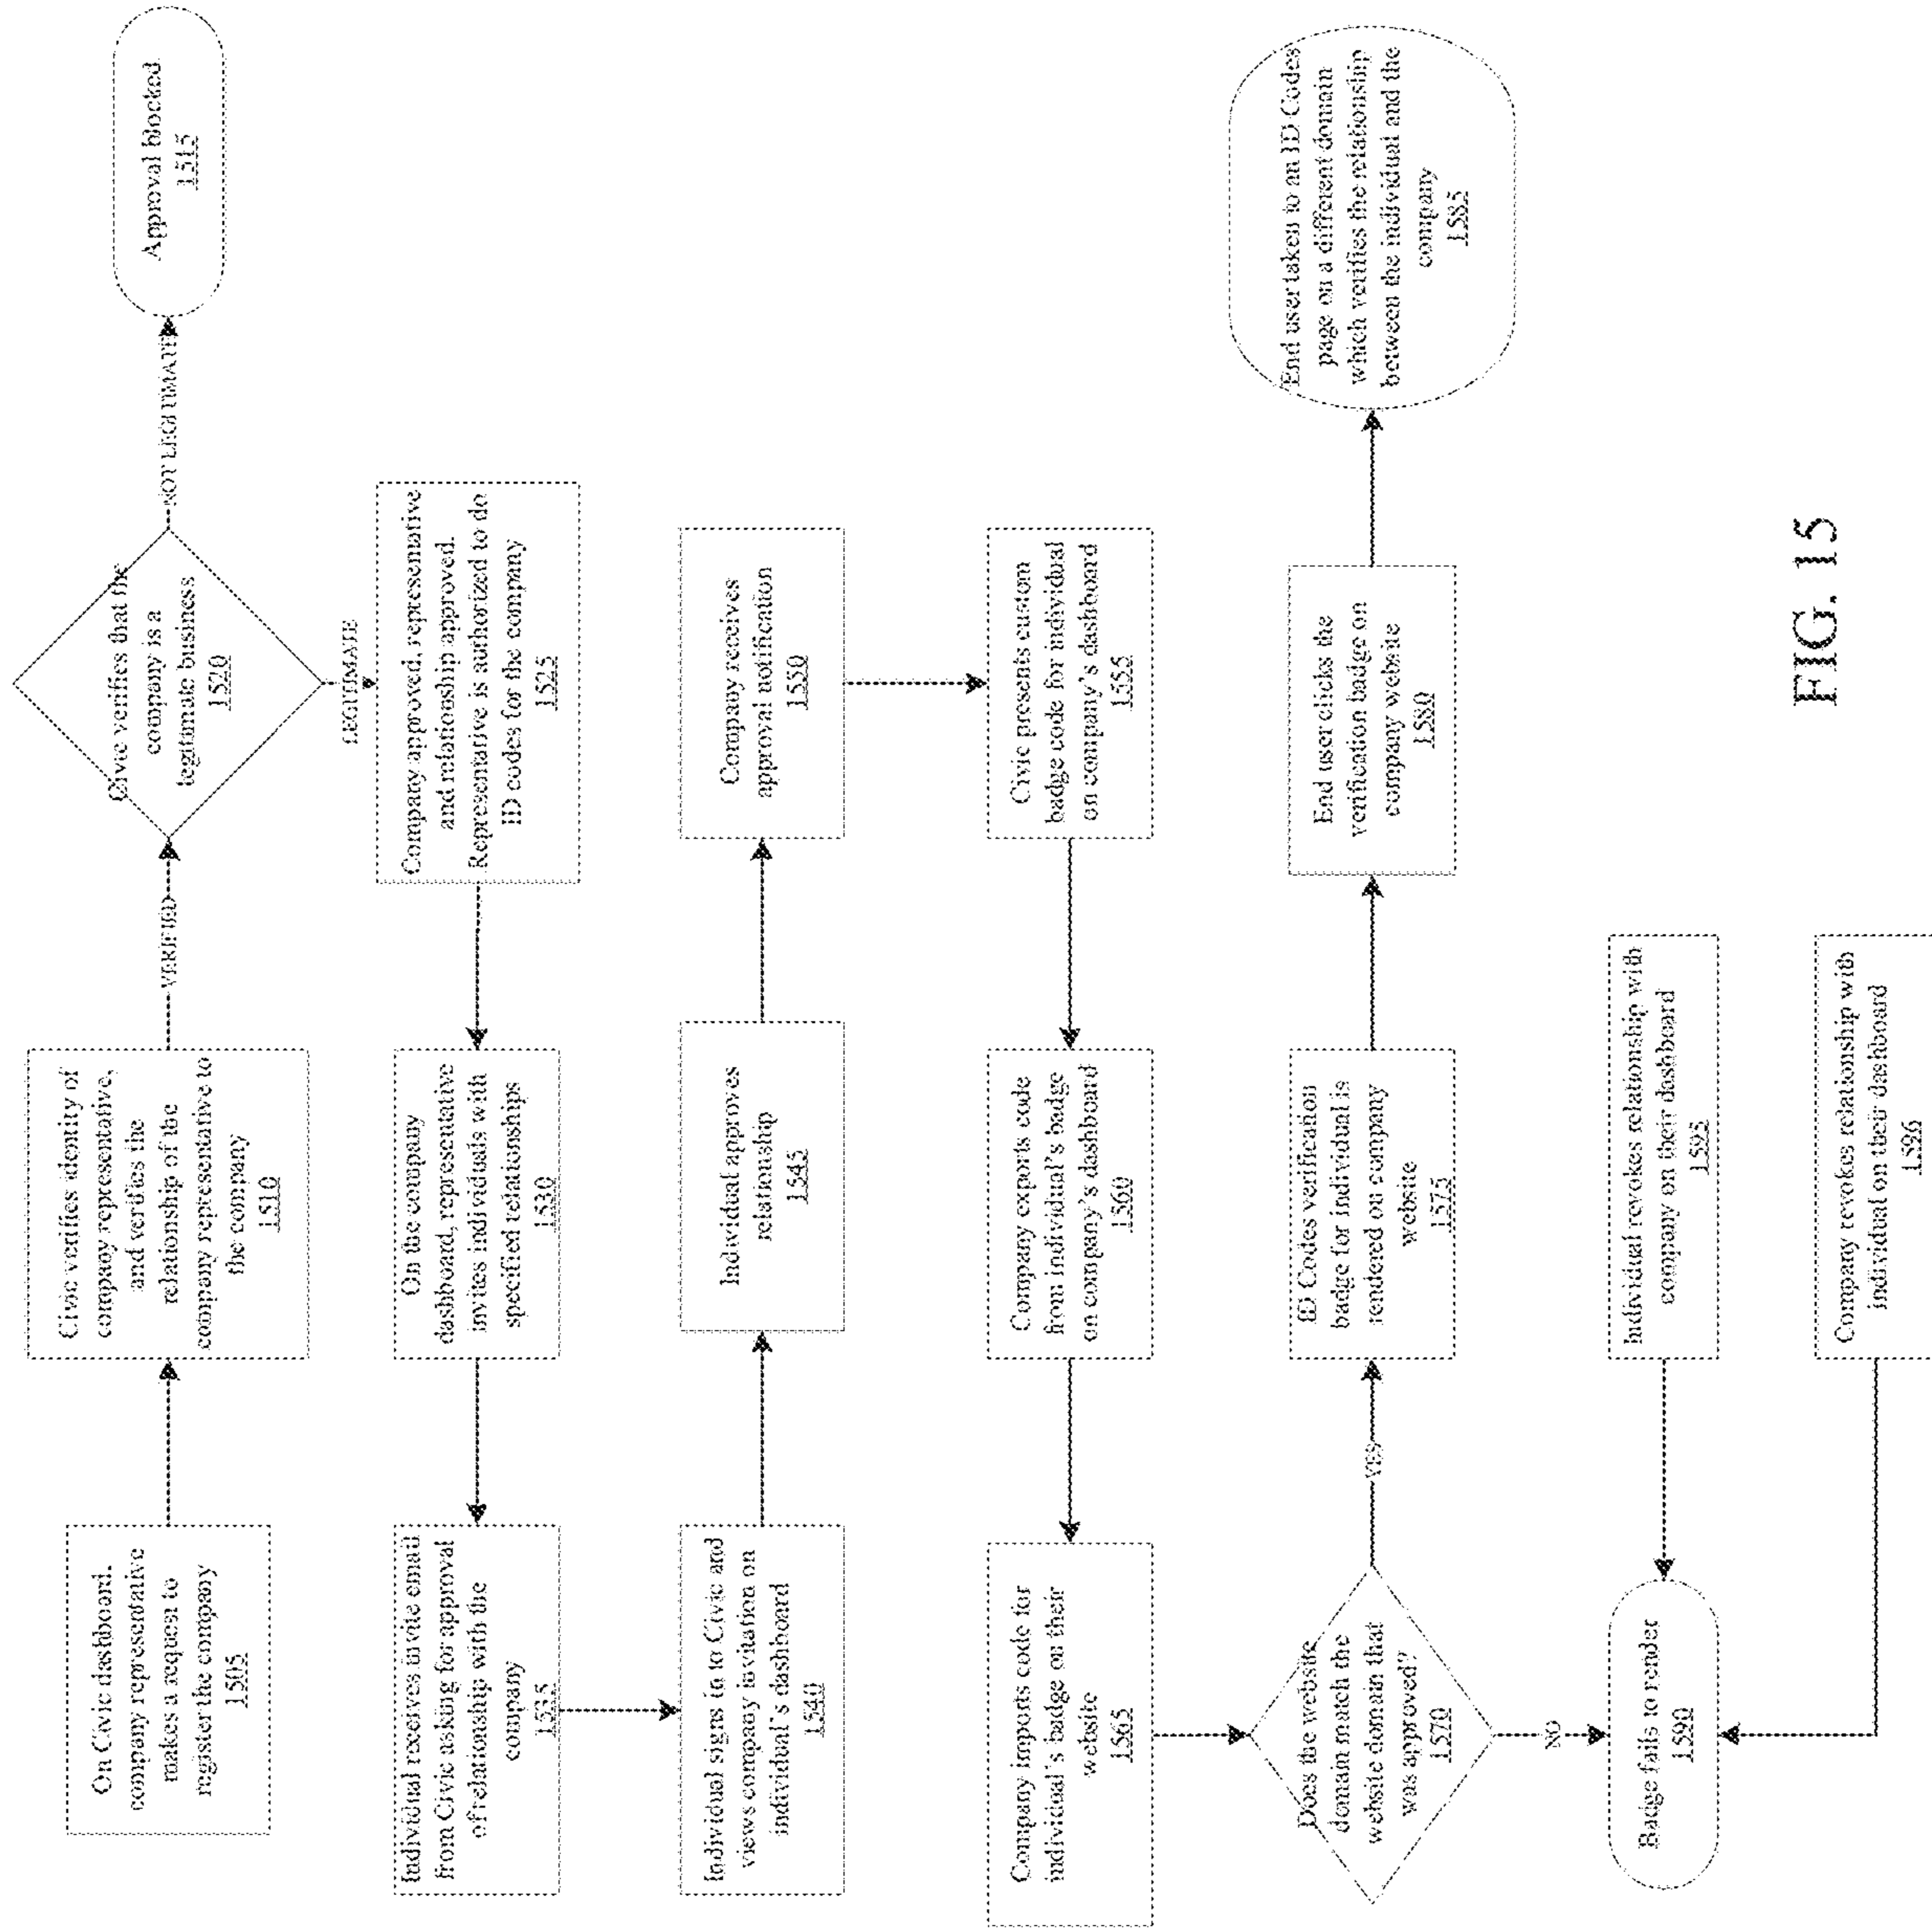 On Civic dashboard,
company representative
makes a request to
register the company
1505
Civic verifies identity of
company representative,
and verifies the
relationship of the
company representative to
the company
1510
VERIFIED
Civic verifies that the
company is a
legitimate business
1520
NOT LEGITIMATE
Approval blocked
1515
LEGITIMATE
Company approved, representative
and relationship approved.
Representative is authorized to do
ID codes for the company
1525
On the company
dashboard, representative
invites individuals with
specified relationships
1530
Individual receives invite email
from Civic asking for approval
of relationship with the
company
1535
Individual signs in to Civic and
views company invitation on
individual's dashboard
1540
Individual approves
relationship
1545
Company receives
approval notification
1550
Civic presents custom
badge code for individual
on company's dashboard
1555
Company exports code
from individual's badge
on company's dashboard
1560
Company imports code for
individual's badge on their
website
1565
Does the website
domain match the
website domain that
was approved?
1570
YES
ID Codes verification
badge for individual is
rendered on company
website
1575
End user clicks the
verification badge on
company website
1580
End user taken to an ID Codes
page on a different domain
which verifies the relationship
between the individual and the
company
1585
NO
Badge fails to render
1590
Individual revokes relationship with
company on their dashboard
1595
Company revokes relationship with
individual on their dashboard
1596
FIG. 15